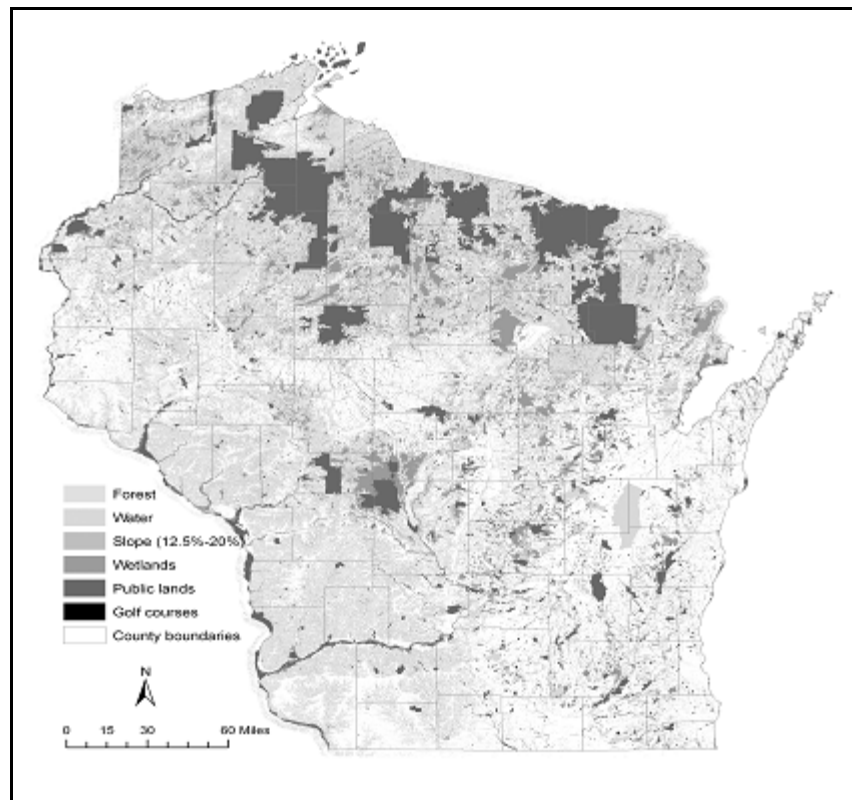 Forest
Water
Slope (12.5%-20%)
Wetlands
Public lands
Golf courses
County boundaries
N
0 15 30 60 Miles